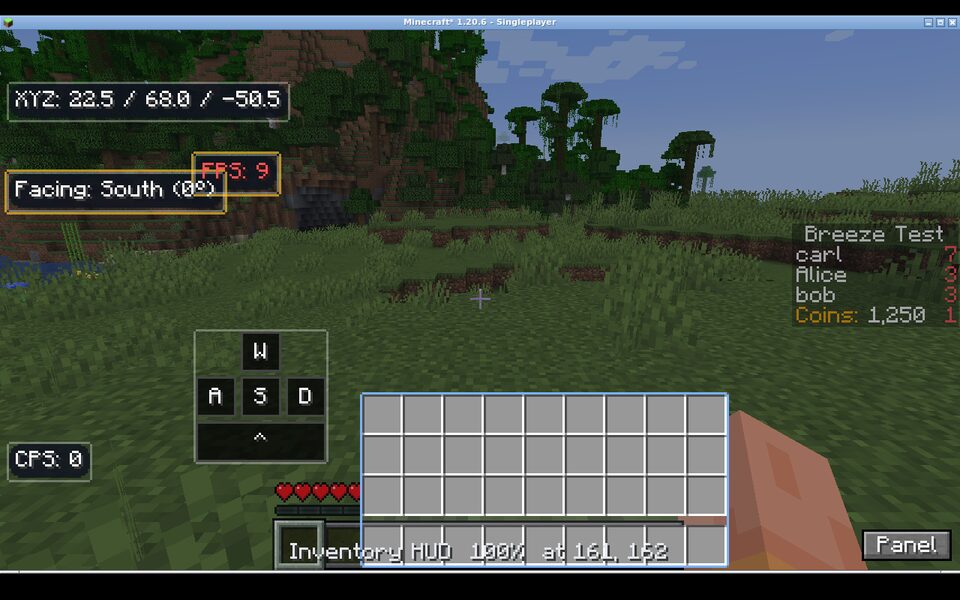 Minecraft* 1.20.6 - Singleplayer
XYZ: 22.5 / 68.0 / -50.5
FPS: 9
Facing: South (0º)
Breeze Test
carl 7
Alice 3
bob 3
Coins: 1,250 1
W
A S D
^
CPS: 0
Inventory HUD 100% at 161, 162
Panel